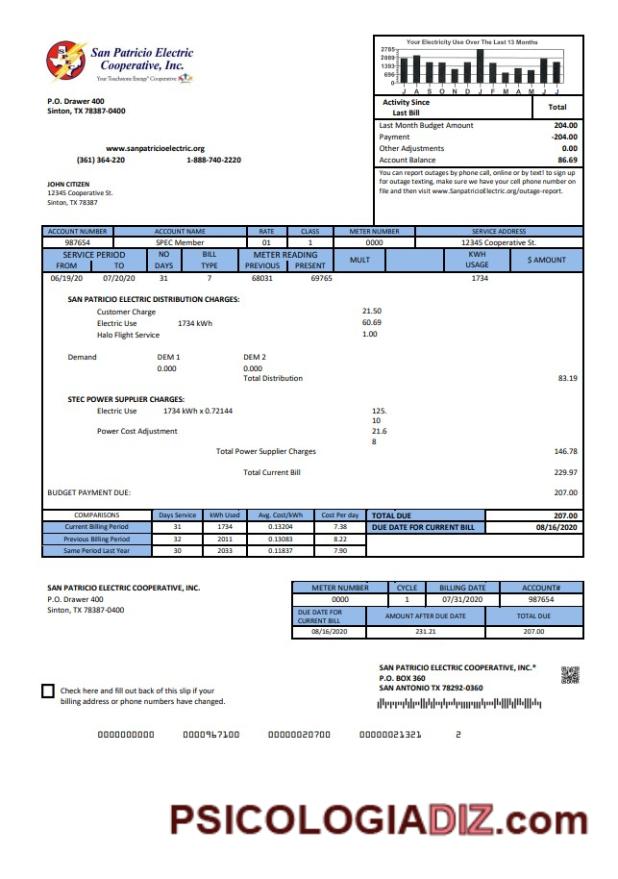 San Patricio Electric
Cooperative, Inc.
Your Touchstone Energy® Cooperative
P.O. Drawer 400
Sinton, TX 78387-0400
www.sanpatricioelectric.org
(361) 364-220 1-888-740-2220
JOHN CITIZEN
12345 Cooperative St.
Sinton, TX 78387
Your Electricity Use Over The Last 13 Months
2785
2089
1393
696
0
J A S O N D J F M A M J J
Activity Since
Last Bill
Total
Last Month Budget Amount 204.00
Payment -204.00
Other Adjustments 0.00
Account Balance 86.69
You can report outages by phone call, online or by text! to sign up
for outage texting, make sure we have your cell phone number on
file and then visit www.SanpatricioElectric.org/outage-report.
ACCOUNT NUMBER ACCOUNT NAME RATE CLASS METER NUMBER SERVICE ADDRESS
987654 SPEC Member 01 1 0000 12345 Cooperative St.
SERVICE PERIOD NO BILL METER READING MULT KWH $ AMOUNT
FROM TO DAYS TYPE PREVIOUS PRESENT USAGE
06/19/20 07/20/20 31 7 68031 69765 1734
SAN PATRICIO ELECTRIC DISTRIBUTION CHARGES:
Customer Charge 21.50
Electric Use 1734 kWh 60.69
Halo Flight Service 1.00
Demand DEM 1 DEM 2
0.000 0.000
Total Distribution 83.19
STEC POWER SUPPLIER CHARGES:
Electric Use 1734 kWh x 0.72144 125.
10
Power Cost Adjustment 21.6
8
Total Power Supplier Charges 146.78
Total Current Bill 229.97
BUDGET PAYMENT DUE: 207.00
COMPARISONS Days Service kWh Used Avg. Cost/kWh Cost Per day TOTAL DUE 207.00
Current Billing Period 31 1734 0.13204 7.38 DUE DATE FOR CURRENT BILL 08/16/2020
Previous Billing Period 32 2011 0.13083 8.22
Same Period Last Year 30 2033 0.11837 7.90
SAN PATRICIO ELECTRIC COOPERATIVE, INC.
P.O. Drawer 400
Sinton, TX 78387-0400
METER NUMBER CYCLE BILLING DATE ACCOUNT#
0000 1 07/31/2020 987654
DUE DATE FOR
CURRENT BILL
AMOUNT AFTER DUE DATE TOTAL DUE
08/16/2020 231.21 207.00
SAN PATRICIO ELECTRIC COOPERATIVE, INC.*
P.O. BOX 360
SAN ANTONIO TX 78292-0360
Check here and fill out back of this slip if your
billing address or phone numbers have changed.
0000000000 0000967100 00000020700 00000021321 2
PSICOLOGIADIZ.com